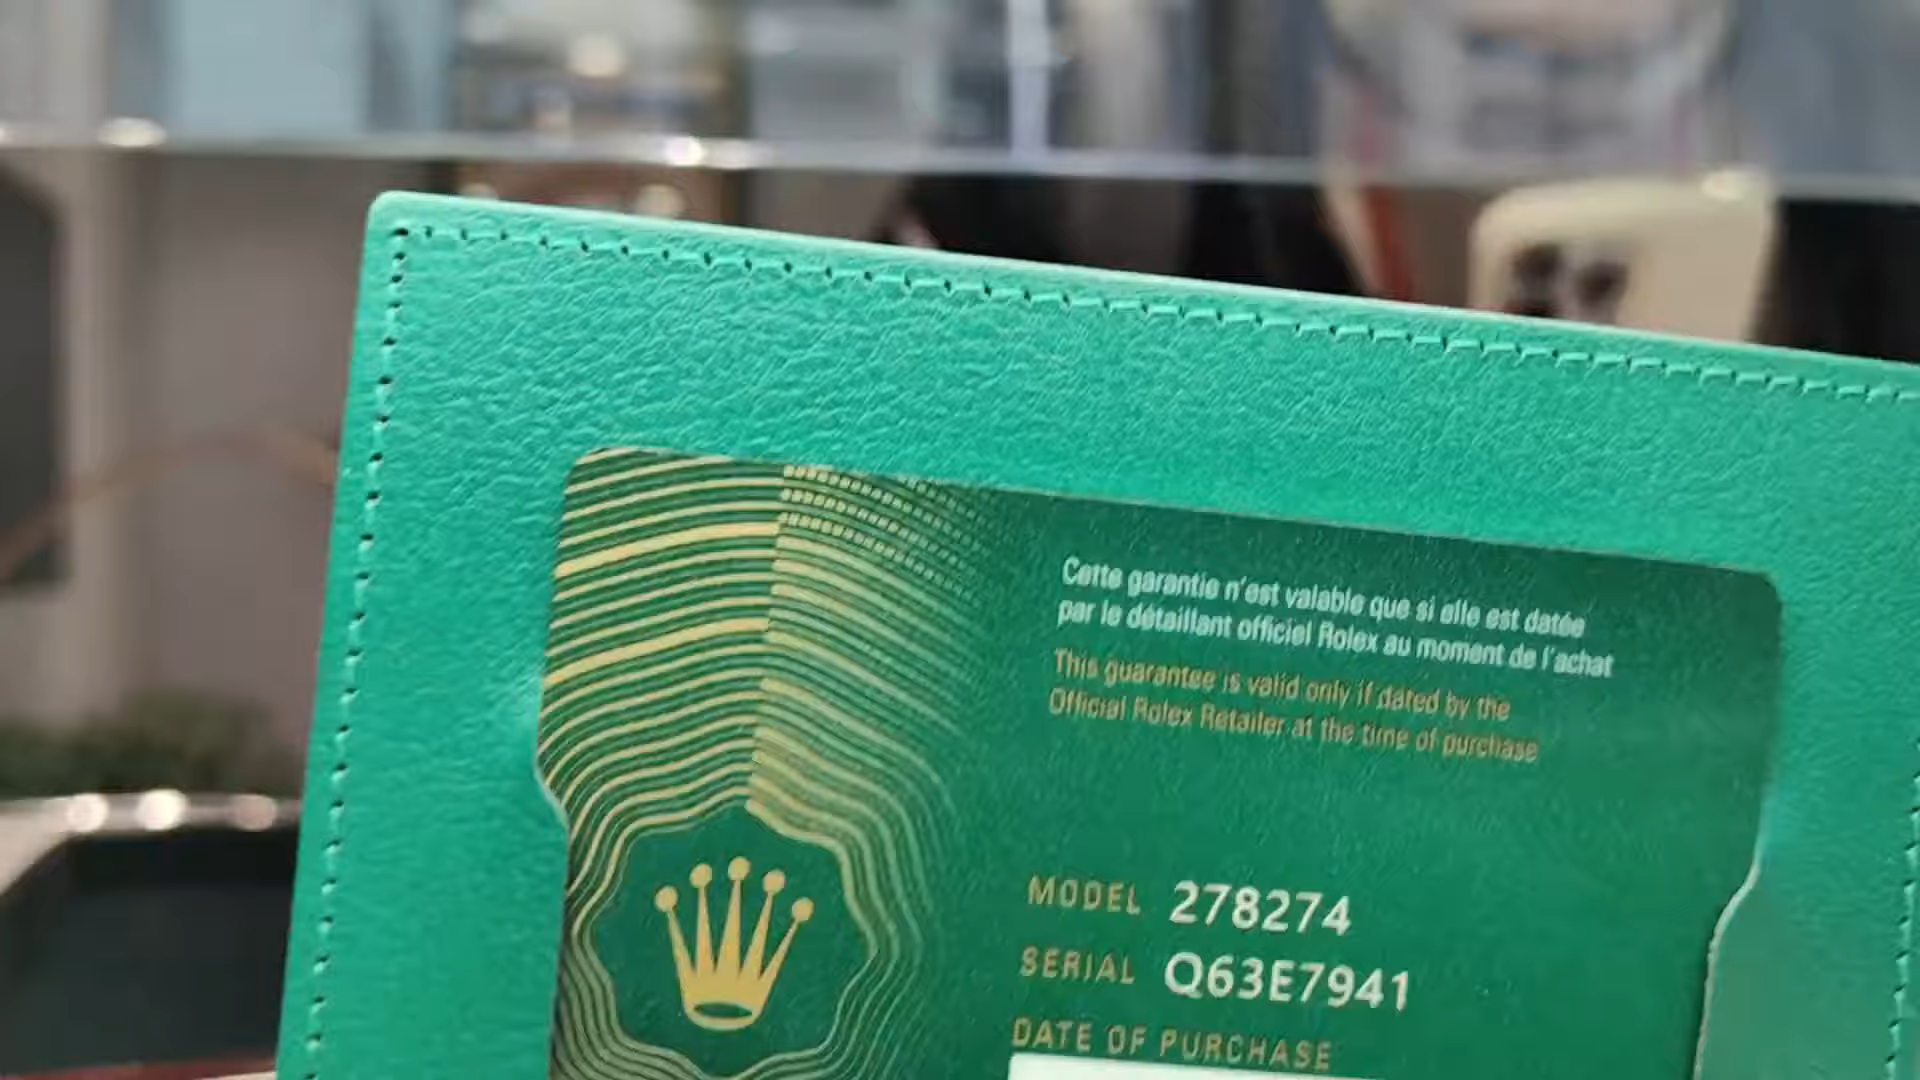 Cette garantie n'est valable que si elle est datée
par le détaillant officiel Rolex au moment de l'achat
This guarantee is valid only if dated by the
Official Rolex Retailer at the time of purchase
MODEL 278274
SERIAL Q63E7941
DATE OF PURCHASE